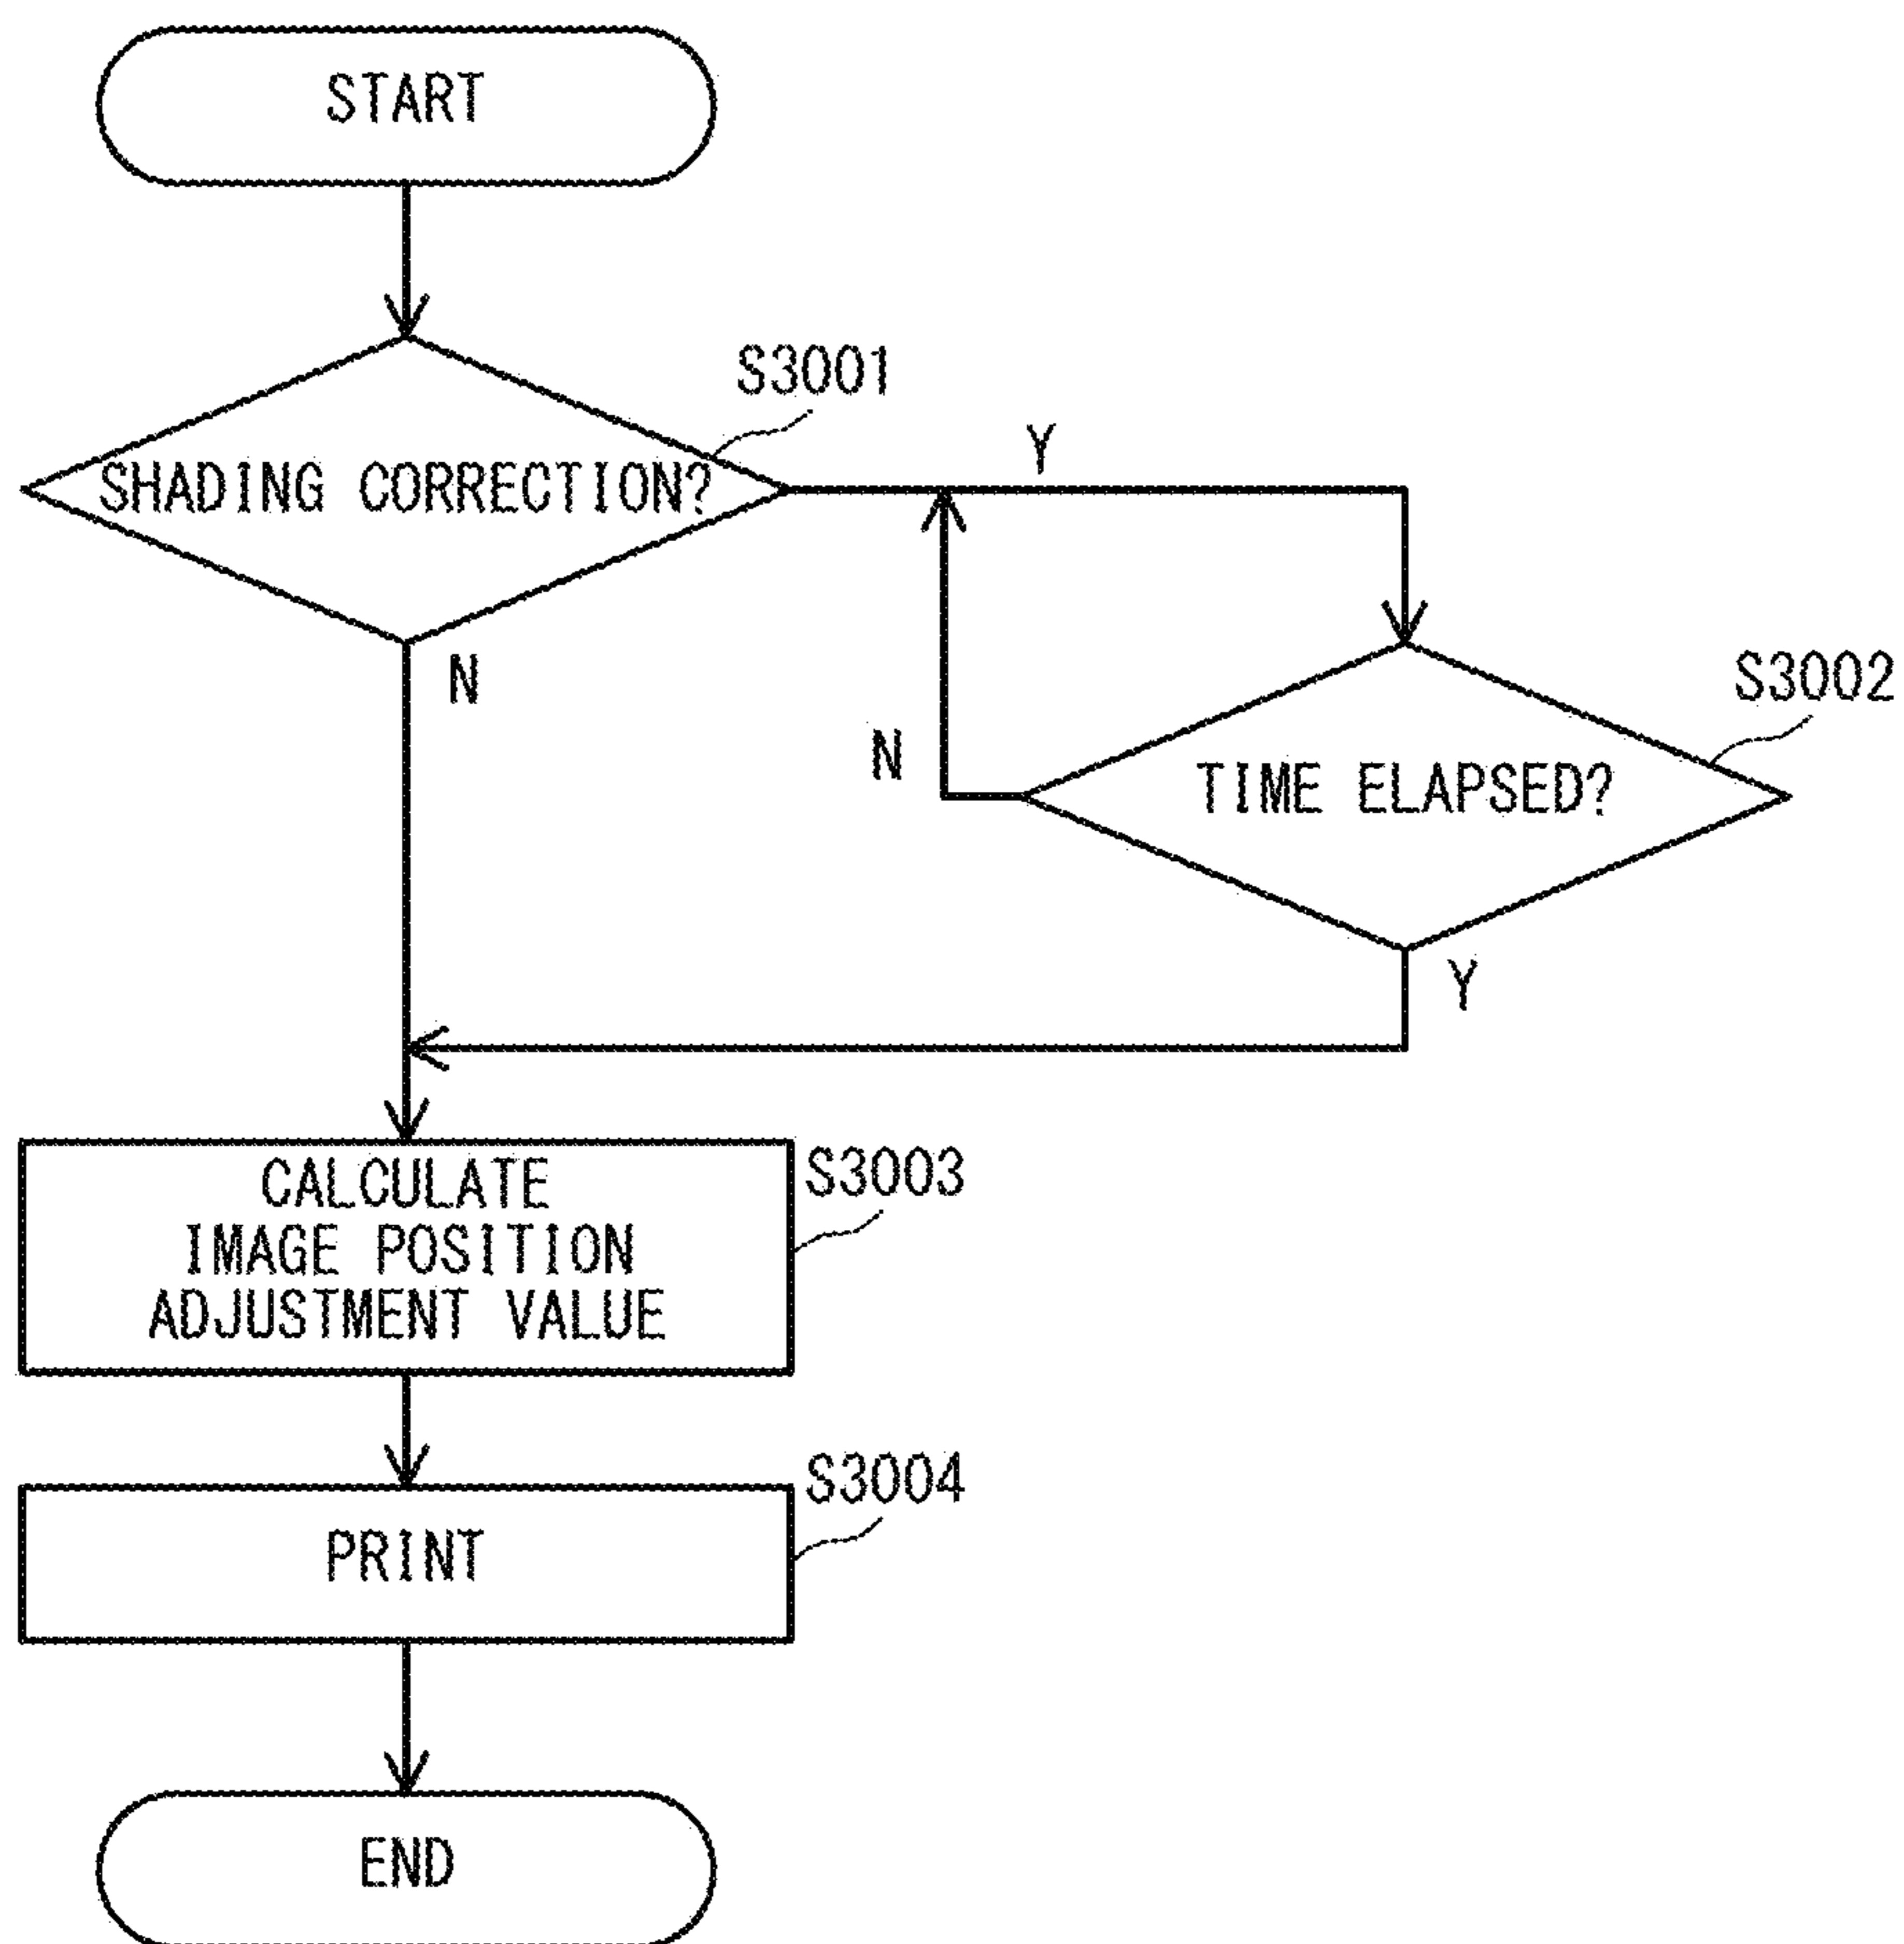 START
S3001
SHADING CORRECTION?
Y
N
S3002
TIME ELAPSED?
N
Y
CALCULATE
IMAGE POSITION
ADJUSTMENT VALUE
S3003
PRINT
S3004
END